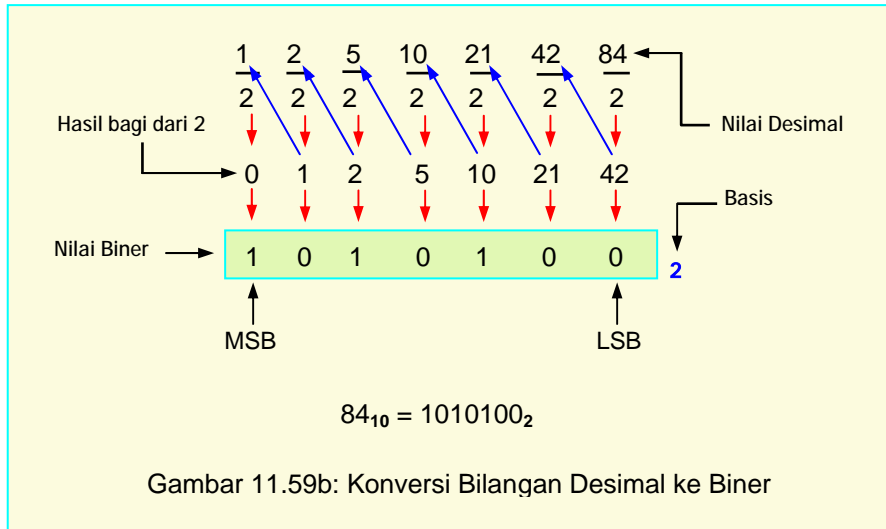 1 2 5 10 21 42 84
2 2 2 2 2 2 2
Nilai Desimal
Hasil bagi dari 2
0 1 2 5 10 21 42
Basis
Nilai Biner
1 0 1 0 1 0 0 2
MSB LSB
84₁₀ = 1010100₂
Gambar 11.59b: Konversi Bilangan Desimal ke Biner